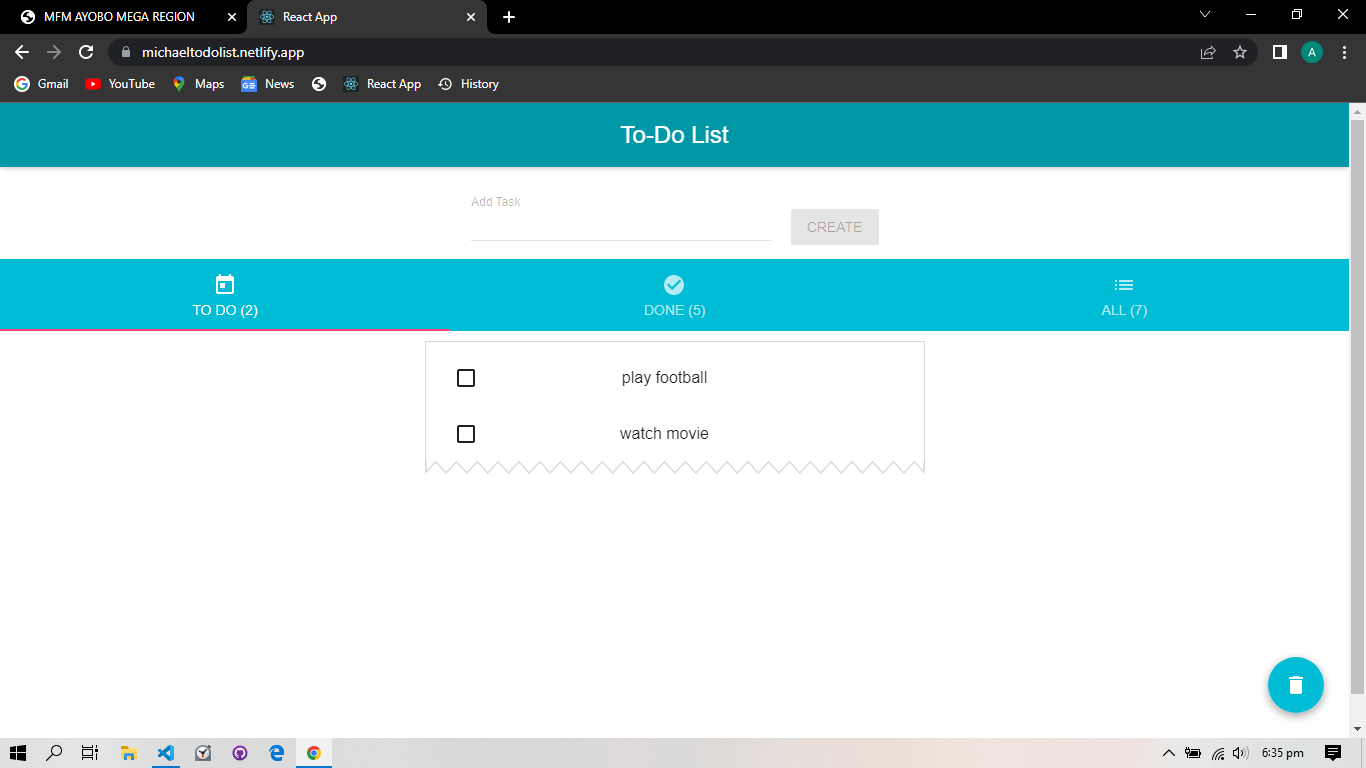 MFM AYOBO MEGA REGION
React App
michaeltodolist.netlify.app
A
Gmail
YouTube
Maps
News
React App
History
To-Do List
Add Task
CREATE
TO DO (2)
DONE (5)
ALL (7)
play football
watch movie
6:35 pm